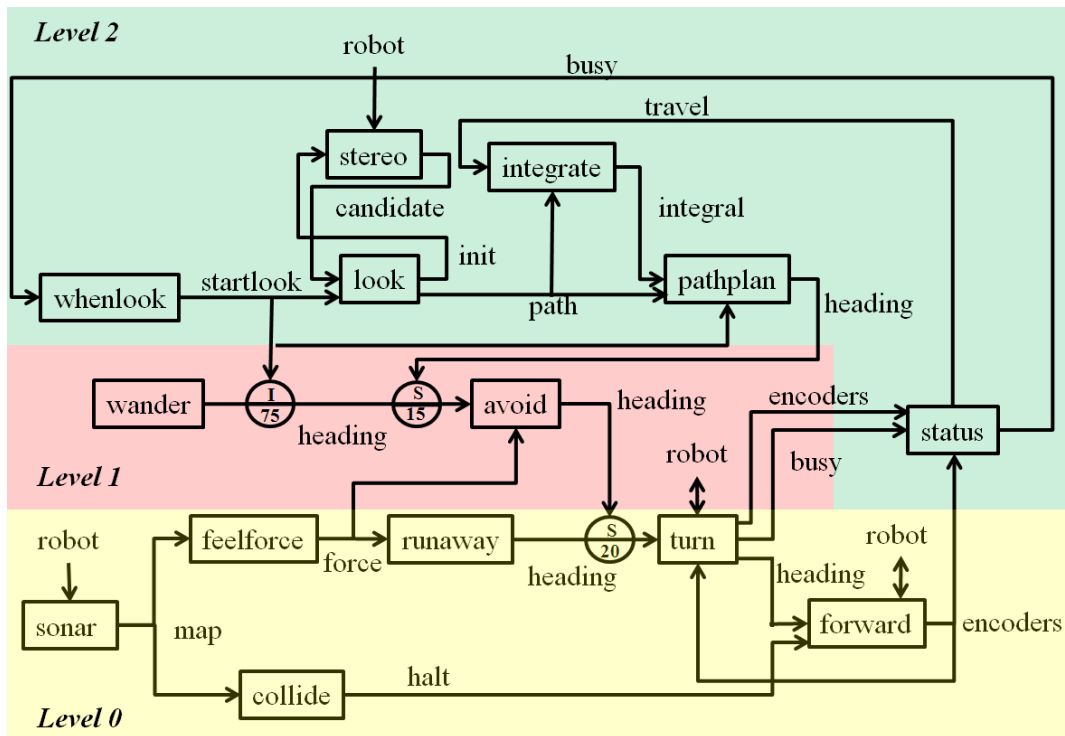 Level 2
robot
busy
travel
stereo
integrate
candidate
integral
init
startlook
look
pathplan
whenlook
path
heading
wander
I
75
S
15
avoid
heading
encoders
heading
status
robot
busy
Level 1
feelforce
runaway
S
20
turn
robot
robot
force
heading
heading
sonar
map
forward
encoders
halt
collide
Level 0